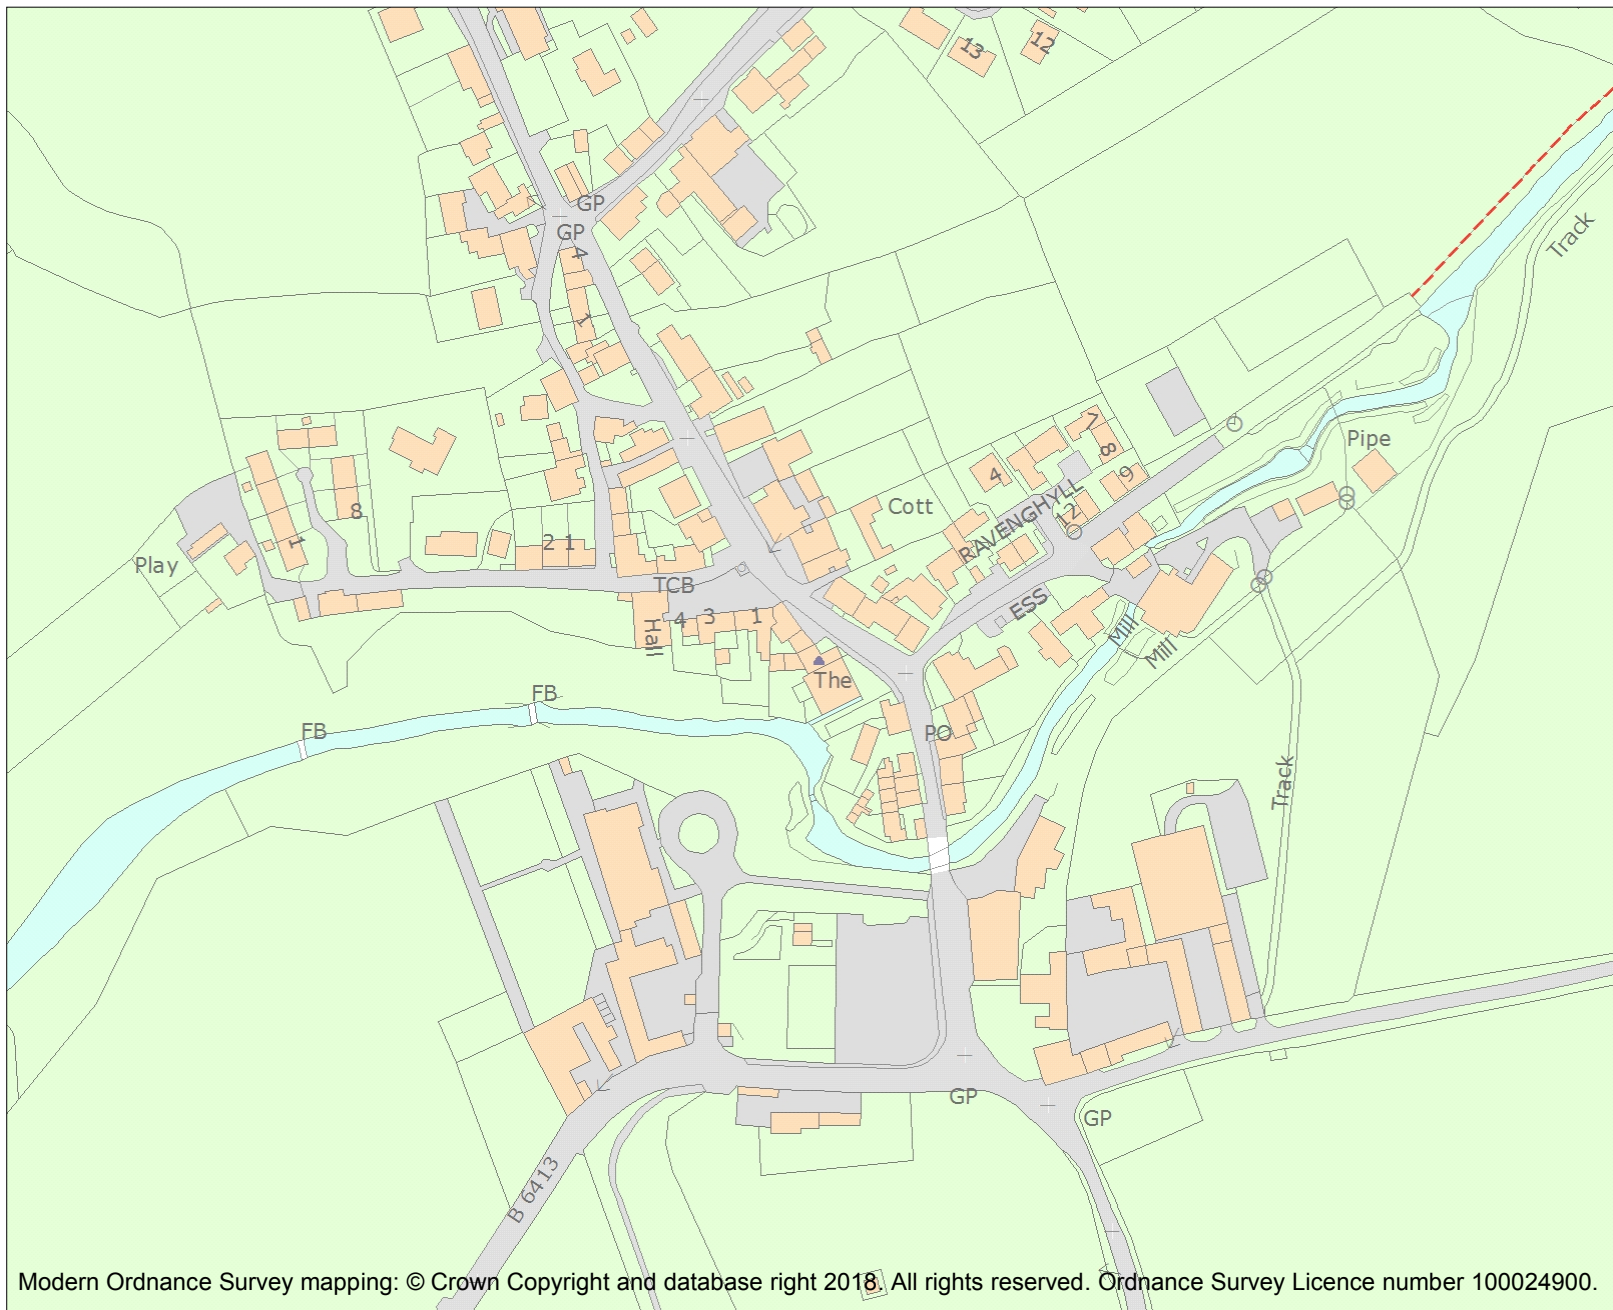 13
12
GP
GP
4
1
Track
7
8
9
4
Pipe
Cott
RAVENGHYLL
12
8
1
2 1
Play
TCB
ESS
4 3 1
Hall
Mill
Mill
The
FB
FB
PO
Track
GP
GP
B 6413
Modern Ordnance Survey mapping: © Crown Copyright and database right 2018. All rights reserved. Ordnance Survey Licence number 100024900.